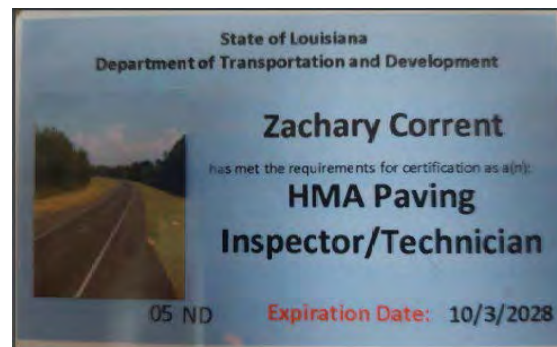 State of Louisiana
Department of Transportation and Development
Zachary Corrent
has met the requirements for certification as a(n):
HMA Paving
Inspector/Technician
05 ND Expiration Date: 10/3/2028